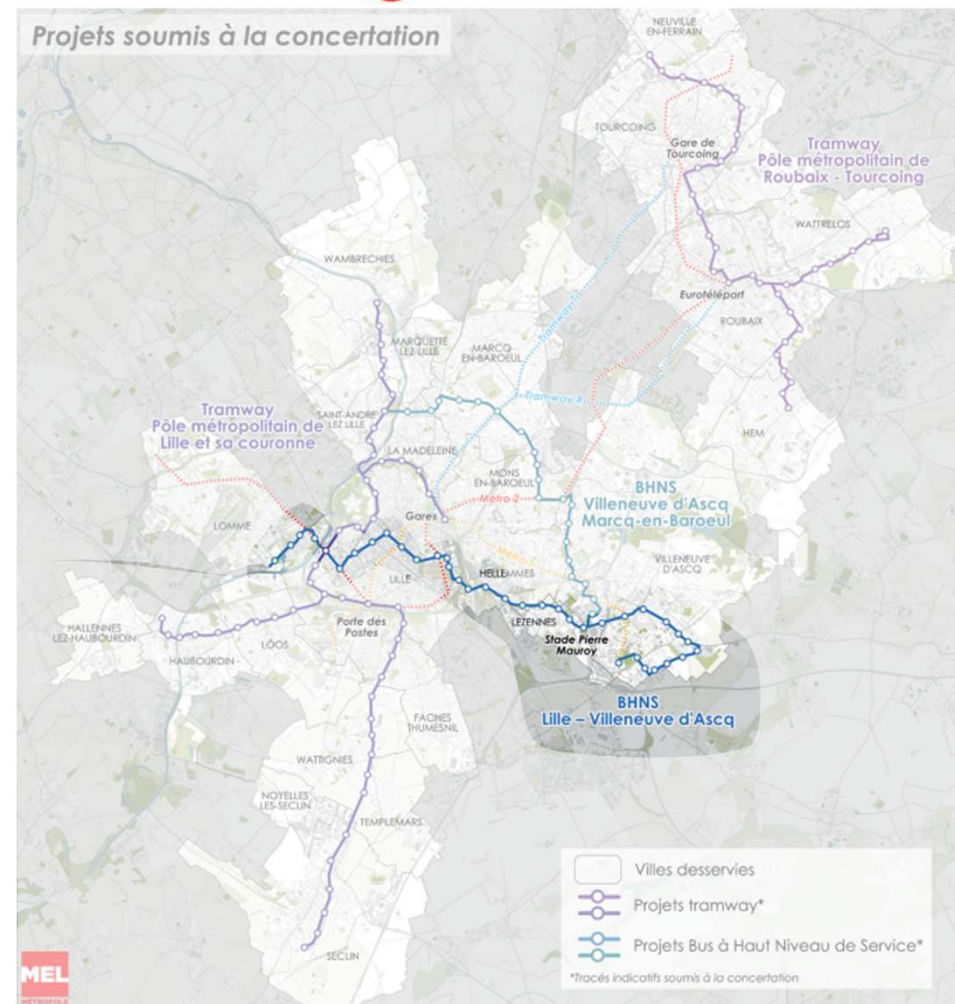 Projets soumis à la concertation
NEUVILLE
EN-FERRAIN
TOURCOING
Gare de
Tourcoing
Tramway
Pôle métropolitain de
Roubaix - Tourcoing
WATTRELOS
WAMBRECHIES
Eurotéléport
ROUBAIX
Tramway T
MARQUETTE
LEZ-LILLE
MARCQ
EN-BAROEUL
Tramway R
Tramway
Pôle métropolitain de
Lille et sa couronne
SAINT-ANDRE
LEZ LILLE
HEM
LA MADELEINE
MONS
EN-BAROEUL
BHNS
Villeneuve d'Ascq
Marcq-en-Baroeul
Métro 2
Gares
LOMME
VILLENEUVE
D'ASCQ
LILLE
HELLEMMES
HALLENNES
LEZ-HAUBOURDIN
LOOS
HAUBOURDIN
Porte des
Postes
LEZENNES
Stade Pierre
Mauroy
BHNS
Lille – Villeneuve d'Ascq
FACHES
THUMESNIL
WATTIGNIES
NOYELLES
LES-SECLIN
TEMPLEMARS
SECLIN
Villes desservies
Projets tramway*
Projets Bus à Haut Niveau de Service*
*Tracés indicatifs soumis à la concertation
MEL
MÉTROPOLE